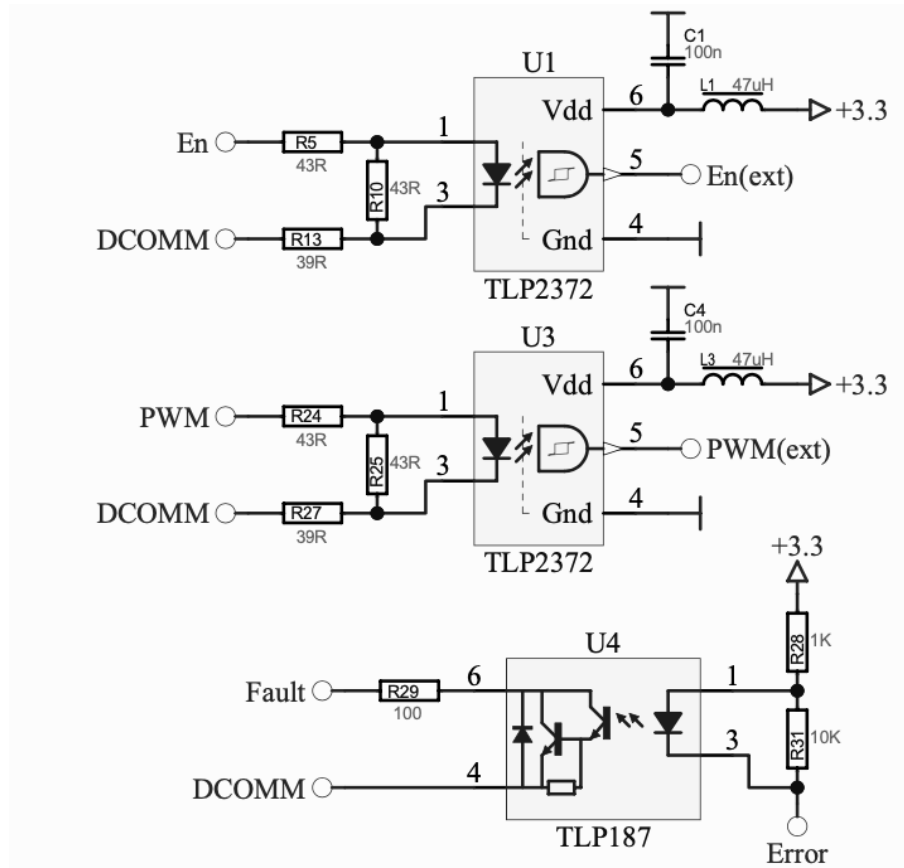 C1
100n
U1
L1 47uH
6
Vdd
+3.3
1
En
R5
43R
5
R10
43R
En(ext)
3
4
DCOMM
R13
Gnd
39R
TLP2372
C4
100n
U3
L3 47uH
6
Vdd
+3.3
1
PWM
R24
43R
5
R25
43R
PWM(ext)
3
4
DCOMM
R27
Gnd
39R
TLP2372
+3.3
U4
R28
1K
6
1
Fault
R29
100
R31
10K
3
4
DCOMM
TLP187
Error